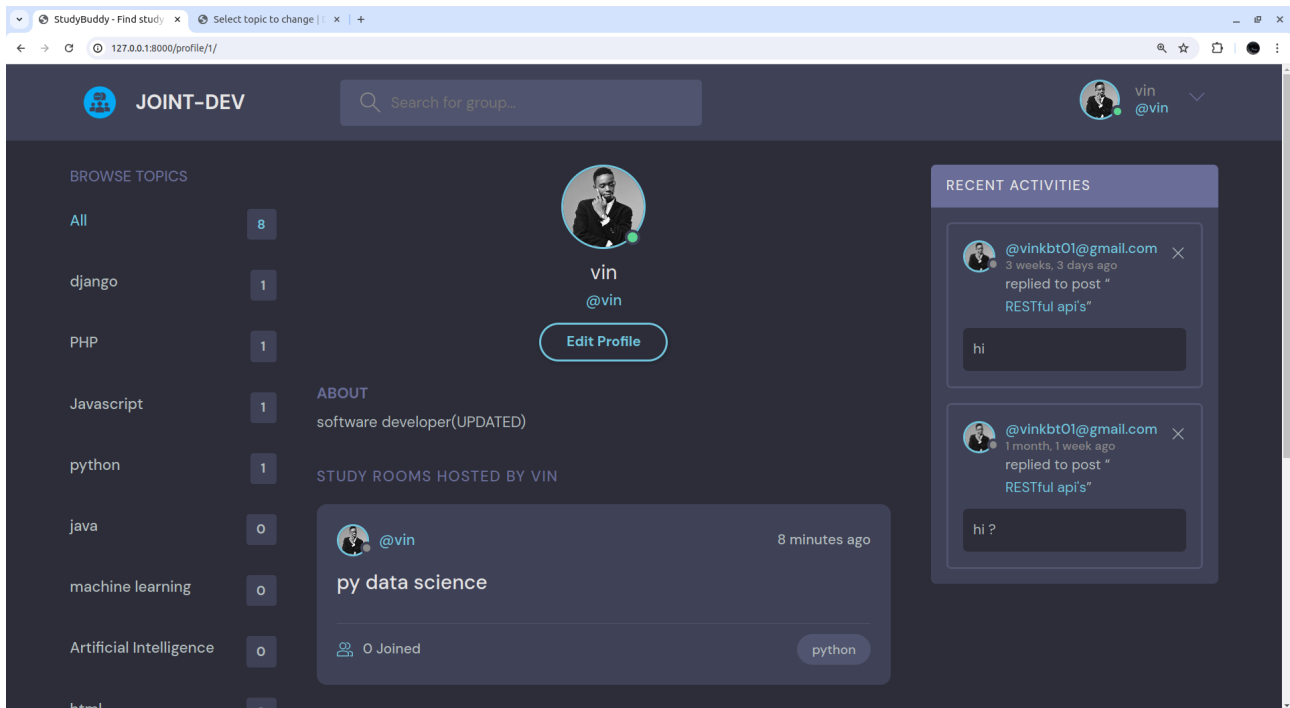 StudyBuddy - Find study
Select topic to change |
127.0.0.1:8000/profile/1/
JOINT-DEV
Search for group...
vin
@vin
BROWSE TOPICS
All 8
django 1
PHP 1
Javascript 1
python 1
java 0
machine learning 0
Artificial Intelligence 0
vin
@vin
Edit Profile
ABOUT
software developer(UPDATED)
STUDY ROOMS HOSTED BY VIN
@vin 8 minutes ago
py data science
0 Joined python
RECENT ACTIVITIES
@vinkbt01@gmail.com
3 weeks, 3 days ago
replied to post “
RESTful api's”
hi
@vinkbt01@gmail.com
1 month, 1 week ago
replied to post “
RESTful api's”
hi ?